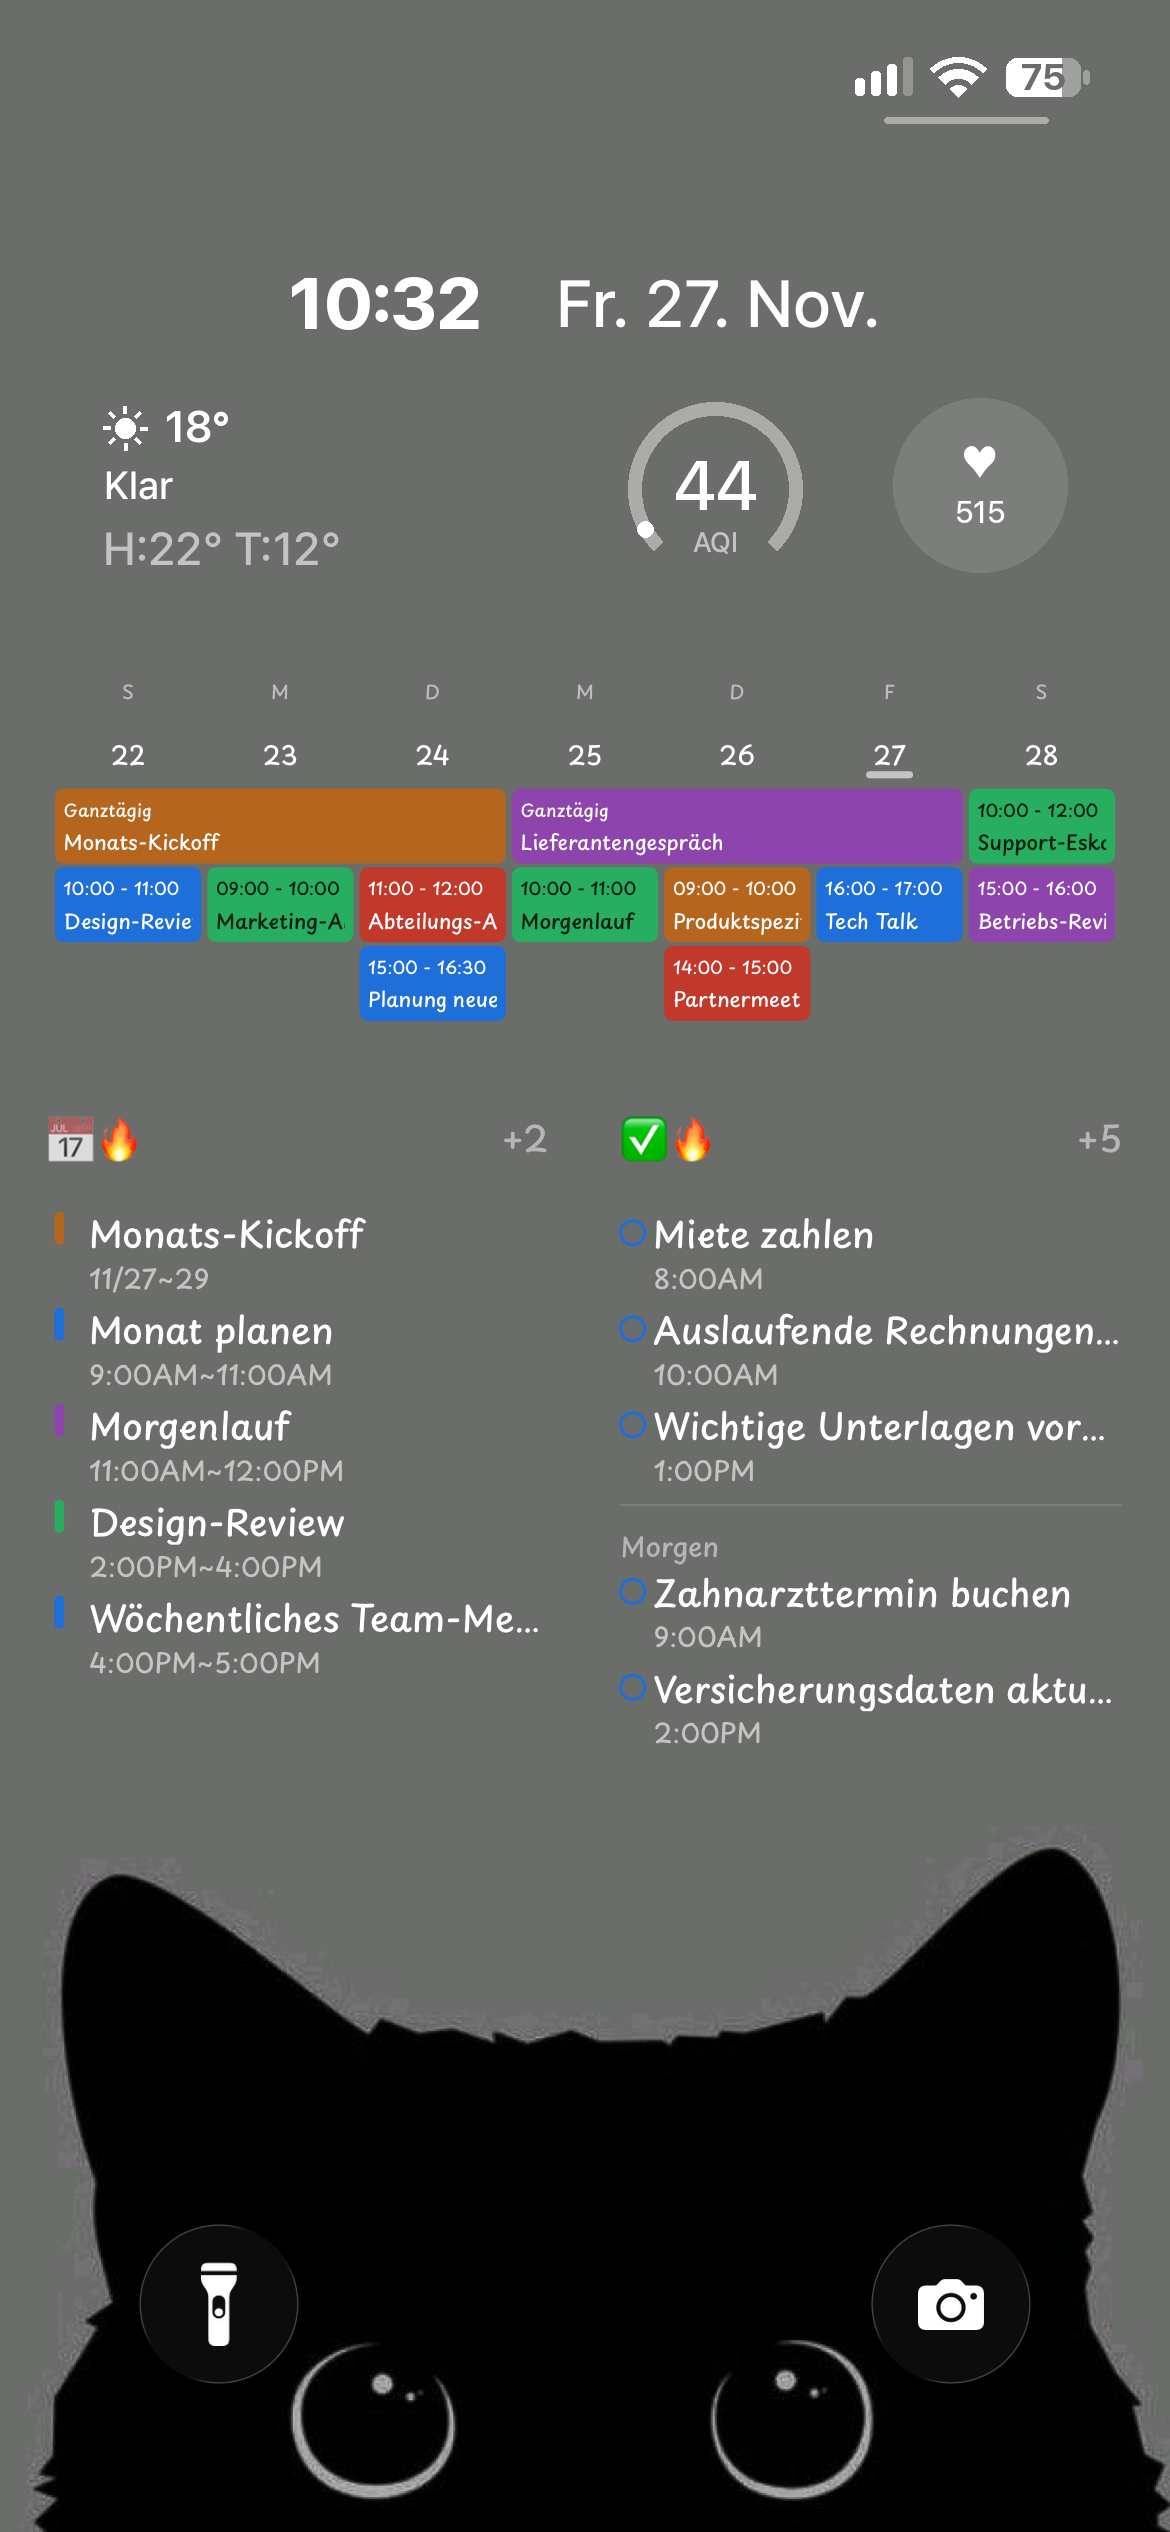 75
10:32 Fr. 27. Nov.
18°
Klar
H:22° T:12°
44
AQI
515
S M D M D F S
22 23 24 25 26 27 28
Ganztägig
Monats-Kickoff
Ganztägig
Lieferantengespräch
10:00 - 12:00
Support-Eska
10:00 - 11:00
Design-Revie
09:00 - 10:00
Marketing-A
11:00 - 12:00
Abteilungs-A
10:00 - 11:00
Morgenlauf
09:00 - 10:00
Produktspezi
16:00 - 17:00
Tech Talk
15:00 - 16:00
Betriebs-Revi
15:00 - 16:30
Planung neue
14:00 - 15:00
Partnermeet
JUL
17
+2
Monats-Kickoff
11/27~29
Monat planen
9:00AM~11:00AM
Morgenlauf
11:00AM~12:00PM
Design-Review
2:00PM~4:00PM
Wöchentliches Team-Me...
4:00PM~5:00PM
+5
Miete zahlen
8:00AM
Auslaufende Rechnungen...
10:00AM
Wichtige Unterlagen vor...
1:00PM
Morgen
Zahnarzttermin buchen
9:00AM
Versicherungsdaten aktu...
2:00PM